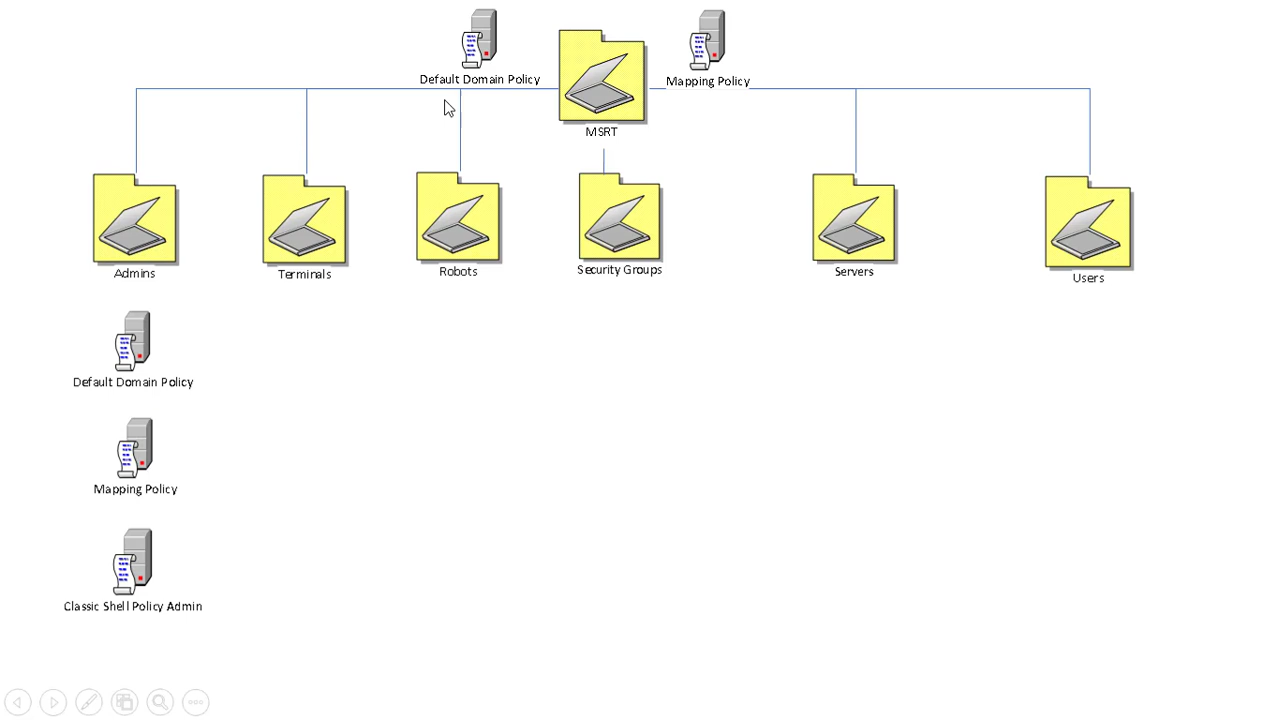 Default Domain Policy
Mapping Policy
MSRT
Admins
Terminals
Robots
Security Groups
Servers
Users
Default Domain Policy
Mapping Policy
Classic Shell Policy Admin